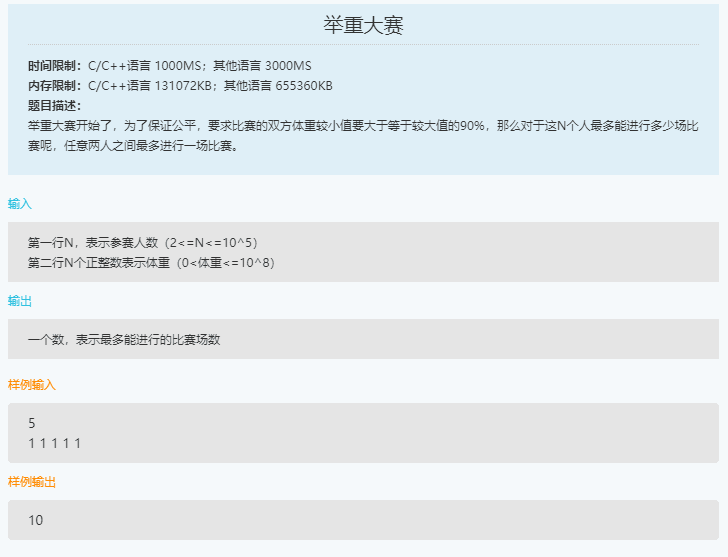 举重大赛
时间限制：C/C++语言 1000MS；其他语言 3000MS
内存限制：C/C++语言 131072KB；其他语言 655360KB
题目描述：
举重大赛开始了，为了保证公平，要求比赛的双方体重较小值要大于等于较大值的90%，那么对于这N个人最多能进行多少场比
赛呢，任意两人之间最多进行一场比赛。
输入
第一行N，表示参赛人数（2<=N<=10^5）
第二行N个正整数表示体重（0<体重<=10^8）
输出
一个数，表示最多能进行的比赛场数
样例输入
5
1 1 1 1 1
样例输出
10